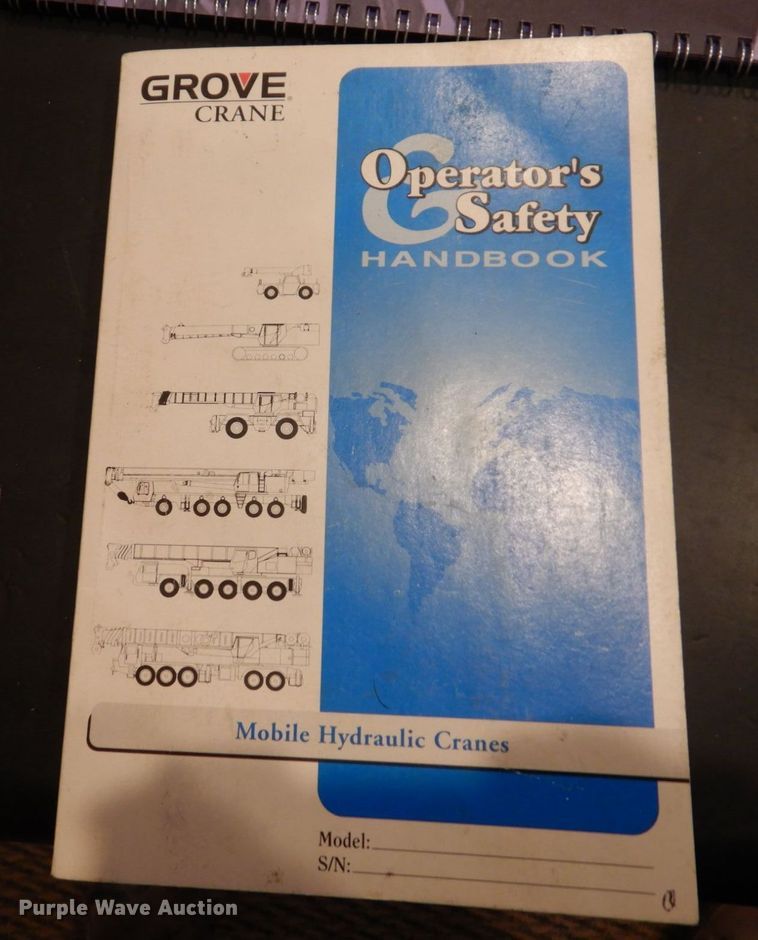 GROVE
CRANE
Operator's
& Safety
HANDBOOK
Mobile Hydraulic Cranes
Model:
S/N:
Purple Wave Auction